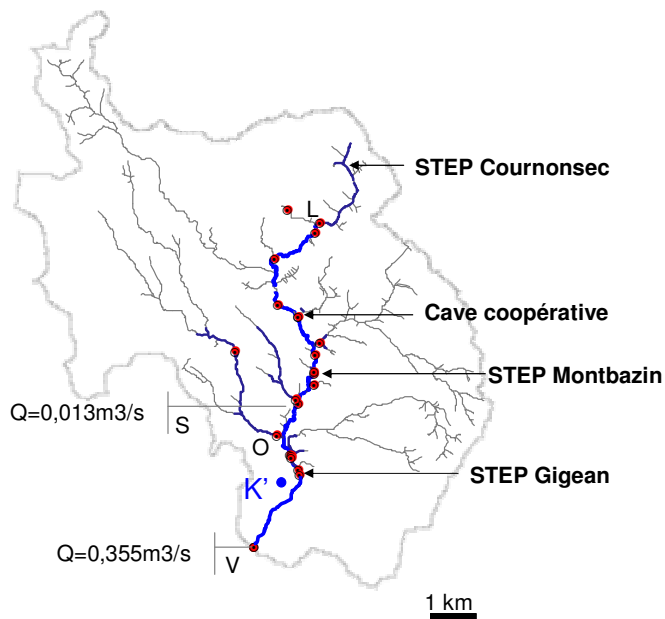 STEP Cournonsec
L
Cave coopérative
STEP Montbazin
Q=0,013m3/s
S
O
STEP Gigean
K'
Q=0,355m3/s
V
1 km